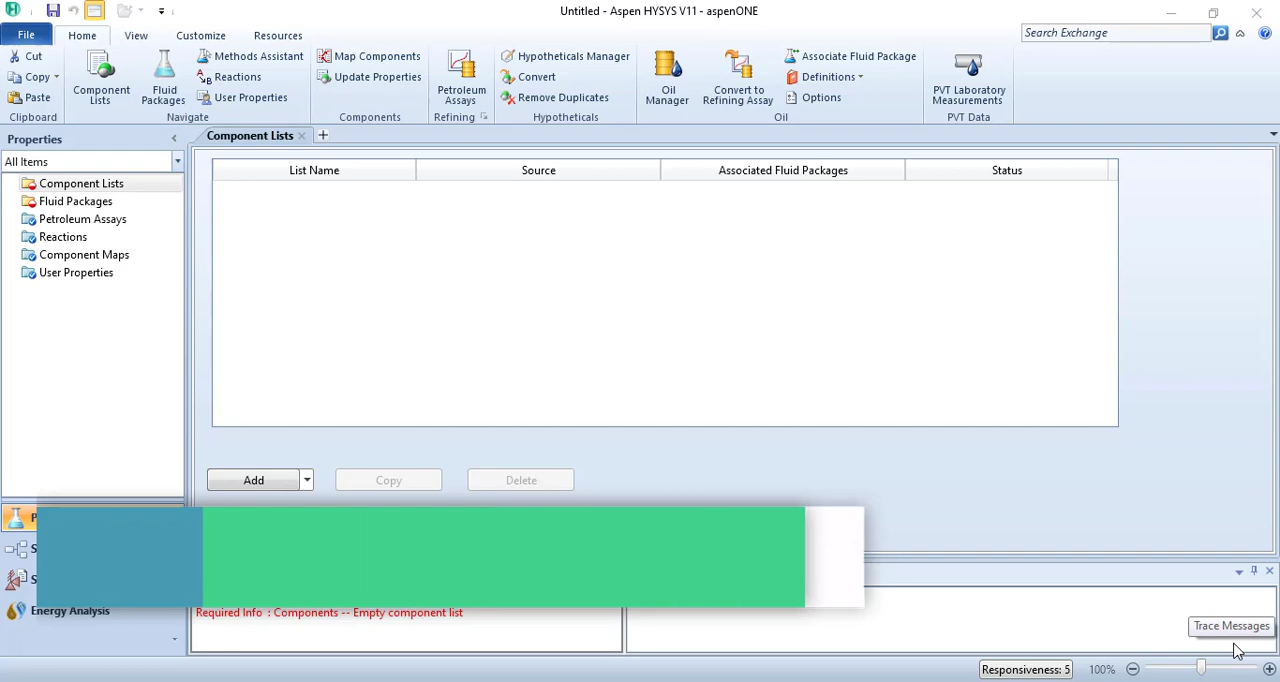 Untitled - Aspen HYSYS V11 - aspenONE
File Home View Customize Resources Search Exchange
Cut
Copy
Paste
Clipboard
Component Lists
Fluid Packages
Methods Assistant
Reactions
User Properties
Navigate
Map Components
Update Properties
Components
Petroleum Assays
Refining
Hypotheticals Manager
Convert
Remove Duplicates
Hypotheticals
Oil Manager
Convert to Refining Assay
Associate Fluid Package
Definitions
Options
Oil
PVT Laboratory Measurements
PVT Data
Properties
All Items
Component Lists
Fluid Packages
Petroleum Assays
Reactions
Component Maps
User Properties
Component Lists
List Name Source Associated Fluid Packages Status
Add Copy Delete
Energy Analysis
Required Info : Components -- Empty component list
Trace Messages
Responsiveness: 5 100%